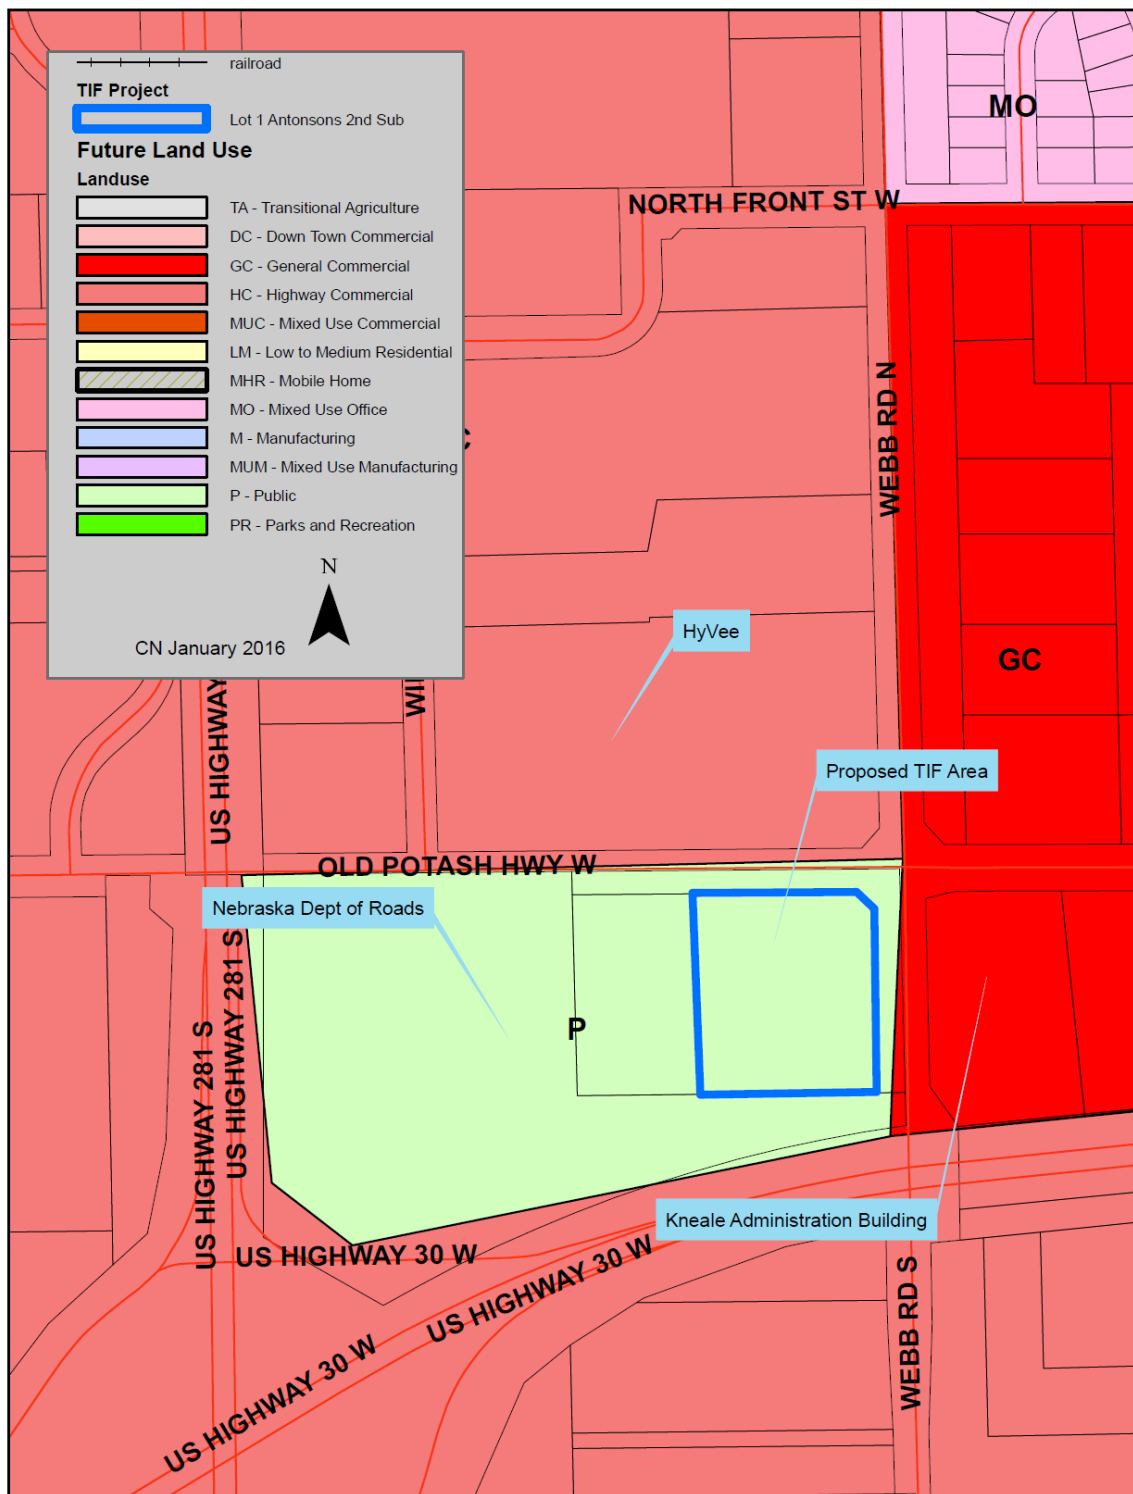 railroad
TIF Project
Lot 1 Antonsons 2nd Sub
Future Land Use
Landuse
TA - Transitional Agriculture
DC - Down Town Commercial
GC - General Commercial
HC - Highway Commercial
MUC - Mixed Use Commercial
LM - Low to Medium Residential
MHR - Mobile Home
MO - Mixed Use Office
M - Manufacturing
MUM - Mixed Use Manufacturing
P - Public
PR - Parks and Recreation
N
CN January 2016
MO
NORTH FRONT ST W
WEBB RD N
HyVee
GC
US HIGHWAY
Proposed TIF Area
OLD POTASH HWY W
Nebraska Dept of Roads
P
US HIGHWAY 281 S
US HIGHWAY 281 S
Kneale Administration Building
US HIGHWAY 30 W
US HIGHWAY 30 W
US HIGHWAY 30 W
WEBB RD S